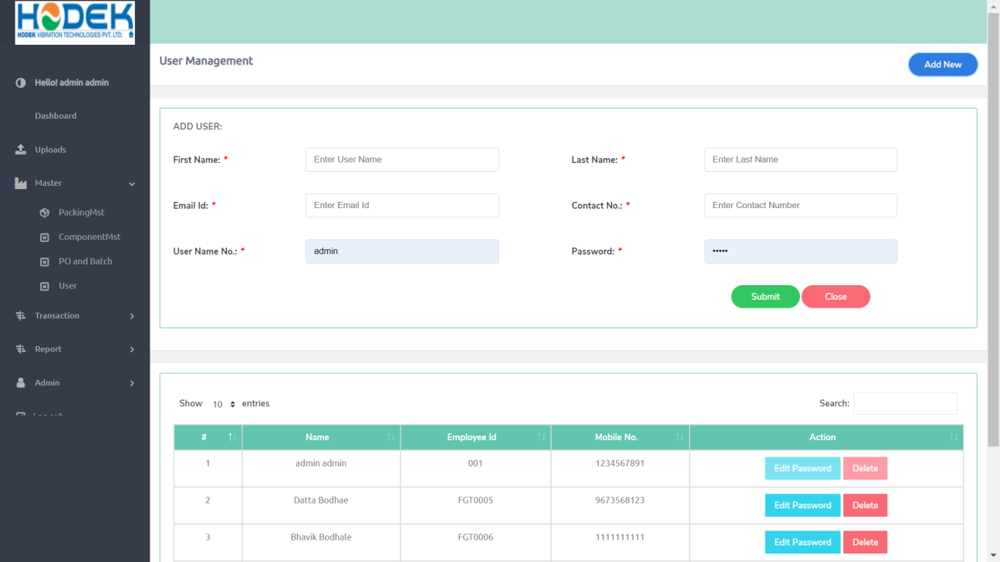 HODEK
HODEK VIBRATION TECHNOLOGIES PVT. LTD.
Hello! admin admin
Dashboard
Uploads
Master
PackingMst
ComponentMst
PO and Batch
User
Transaction
Report
Admin
User Management
Add New
ADD USER:
First Name: * Enter User Name Last Name: * Enter Last Name
Email Id: * Enter Email Id Contact No.: * Enter Contact Number
User Name No.: * admin Password: * •••••
Submit Close
Show 10 entries Search:
# Name Employee Id Mobile No. Action
1 admin admin 001 1234567891 Edit Password Delete
2 Datta Bodhae FGT0005 9673568123 Edit Password Delete
3 Bhavik Bodhale FGT0006 1111111111 Edit Password Delete